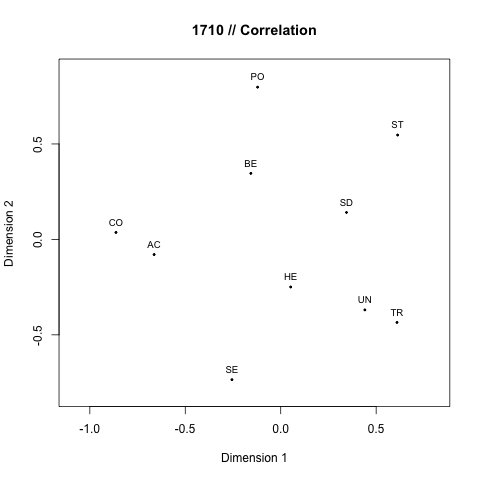 1710 // Correlation
PO
ST
BE
SD
CO
AC
HE
UN
TR
SE
0.5
0.0
-0.5
Dimension 2
-1.0 -0.5 0.0 0.5
Dimension 1